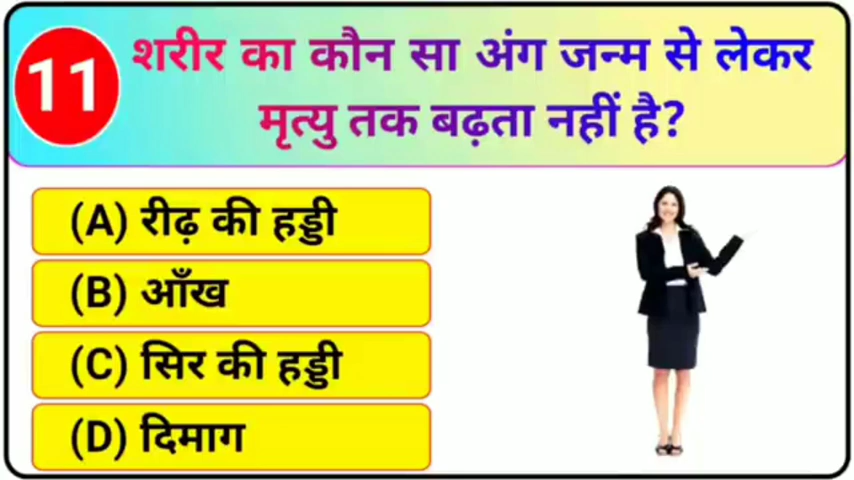 11
शरीर का कौन सा अंग जन्म से लेकर
मृत्यु तक बढ़ता नहीं है?
(A) रीढ़ की हड्डी
(B) आँख
(C) सिर की हड्डी
(D) दिमाग